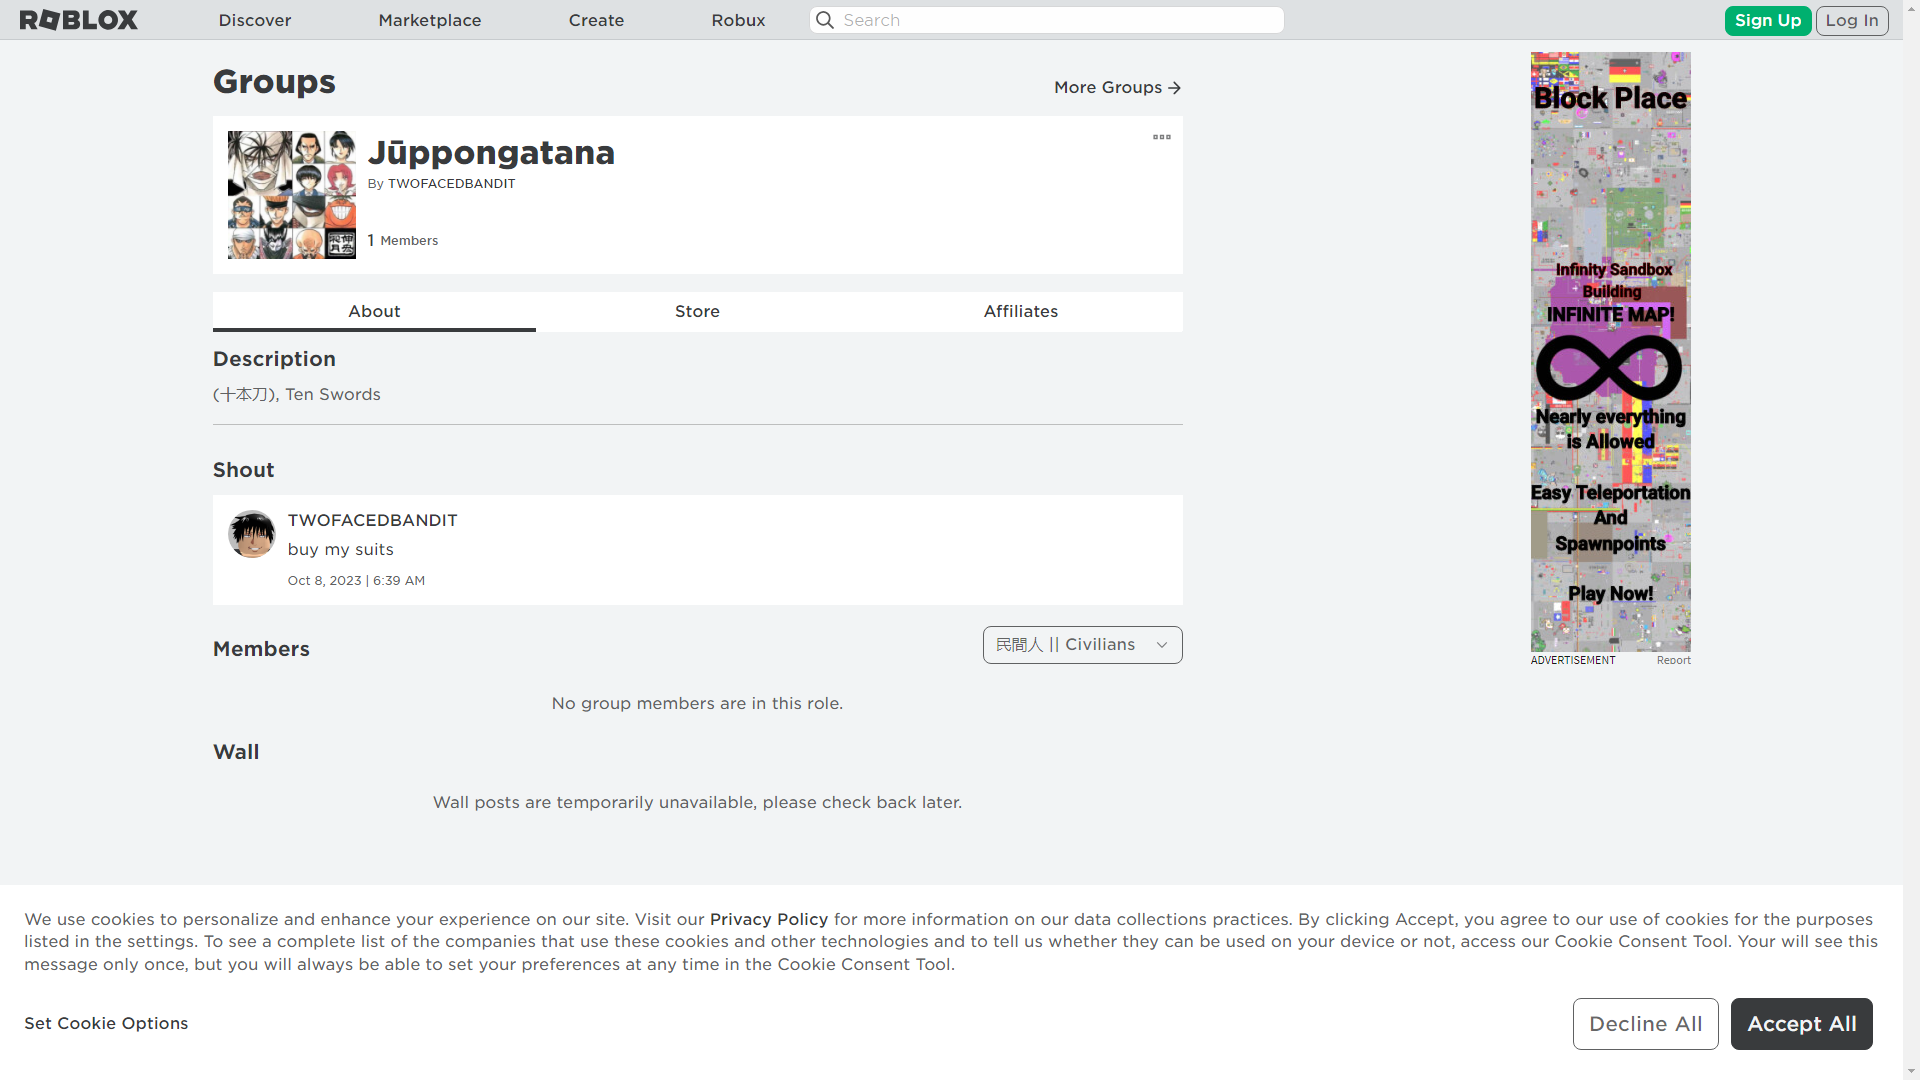 ROBLOX
Discover
Marketplace
Create
Robux
Search
Sign Up
Log In
Groups
More Groups
Jūppongatana
By TWOFACEDBANDIT
1 Members
About
Store
Affiliates
Description
(十本刀), Ten Swords
Shout
TWOFACEDBANDIT
buy my suits
Oct 8, 2023 | 6:39 AM
Members
民間人 || Civilians
No group members are in this role.
Wall
Wall posts are temporarily unavailable, please check back later.
Block Place
Infinity Sandbox
Building
INFINITE MAP!
Nearly everything
is Allowed
Easy Teleportation
And
Spawnpoints
Play Now!
ADVERTISEMENT
Report
We use cookies to personalize and enhance your experience on our site. Visit our Privacy Policy for more information on our data collections practices. By clicking Accept, you agree to our use of cookies for the purposes
listed in the settings. To see a complete list of the companies that use these cookies and other technologies and to tell us whether they can be used on your device or not, access our Cookie Consent Tool. Your will see this
message only once, but you will always be able to set your preferences at any time in the Cookie Consent Tool.
Set Cookie Options
Decline All
Accept All